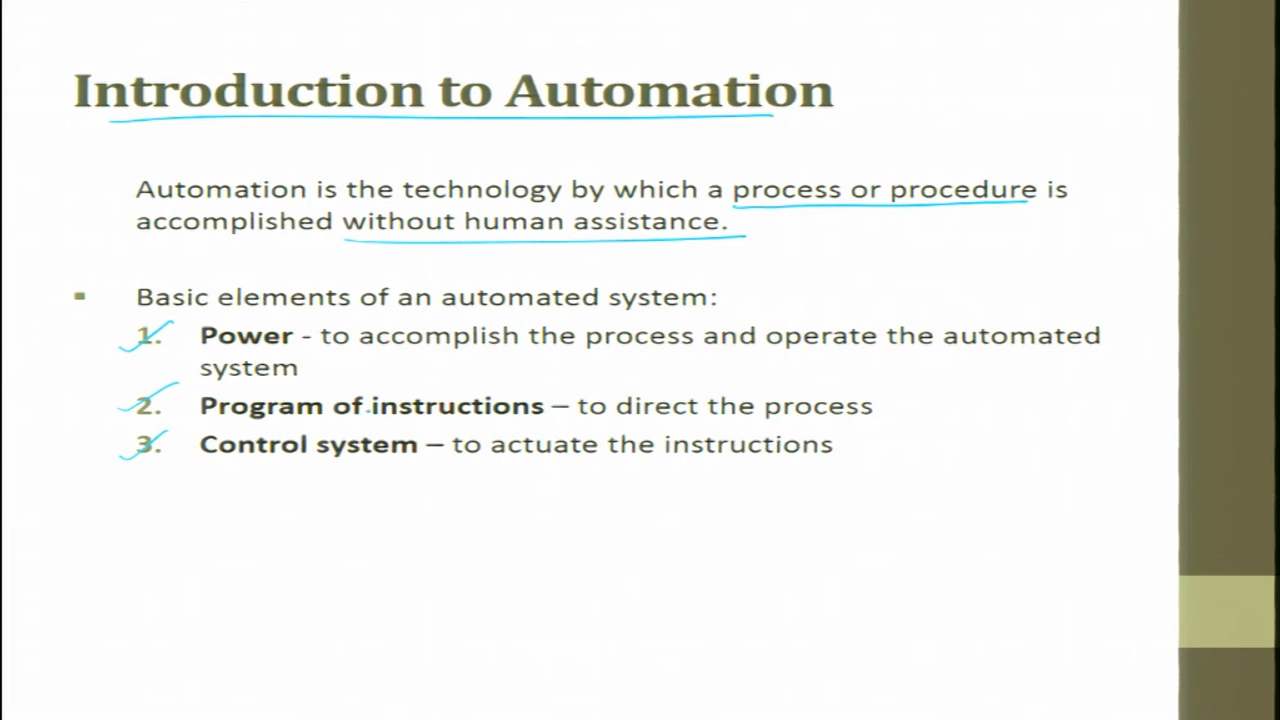 Introduction to Automation
Automation is the technology by which a process or procedure is
accomplished without human assistance.
▪ Basic elements of an automated system:
1. Power - to accomplish the process and operate the automated
system
2. Program of instructions – to direct the process
3. Control system – to actuate the instructions